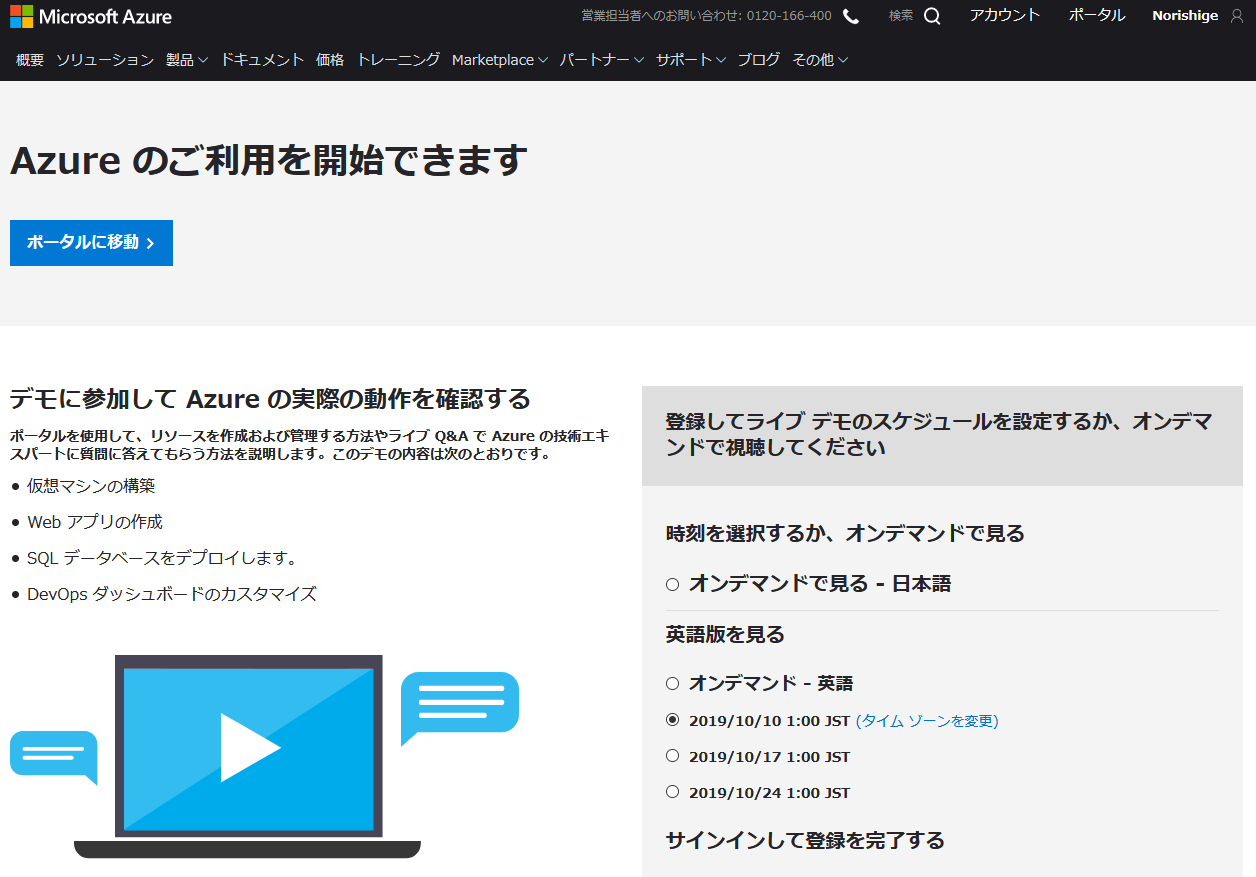 Microsoft Azure
営業担当者へのお問い合わせ: 0120-166-400
検索
アカウント
ポータル
Norishige
概要 ソリューション 製品 ドキュメント 価格 トレーニング Marketplace パートナー サポート ブログ その他
Azure のご利用を開始できます
ポータルに移動
デモに参加して Azure の実際の動作を確認する
ポータルを使用して、リソースを作成および管理する方法やライブ Q&A で Azure の技術エキ
スパートに質問に答えてもらう方法を説明します。このデモの内容は次のとおりです。
• 仮想マシンの構築
• Web アプリの作成
• SQL データベースをデプロイします。
• DevOps ダッシュボードのカスタマイズ
登録してライブ デモのスケジュールを設定するか、オンデマ
ンドで視聴してください
時刻を選択するか、オンデマンドで見る
オンデマンドで見る - 日本語
英語版を見る
オンデマンド - 英語
2019/10/10 1:00 JST (タイム ゾーンを変更)
2019/10/17 1:00 JST
2019/10/24 1:00 JST
サインインして登録を完了する